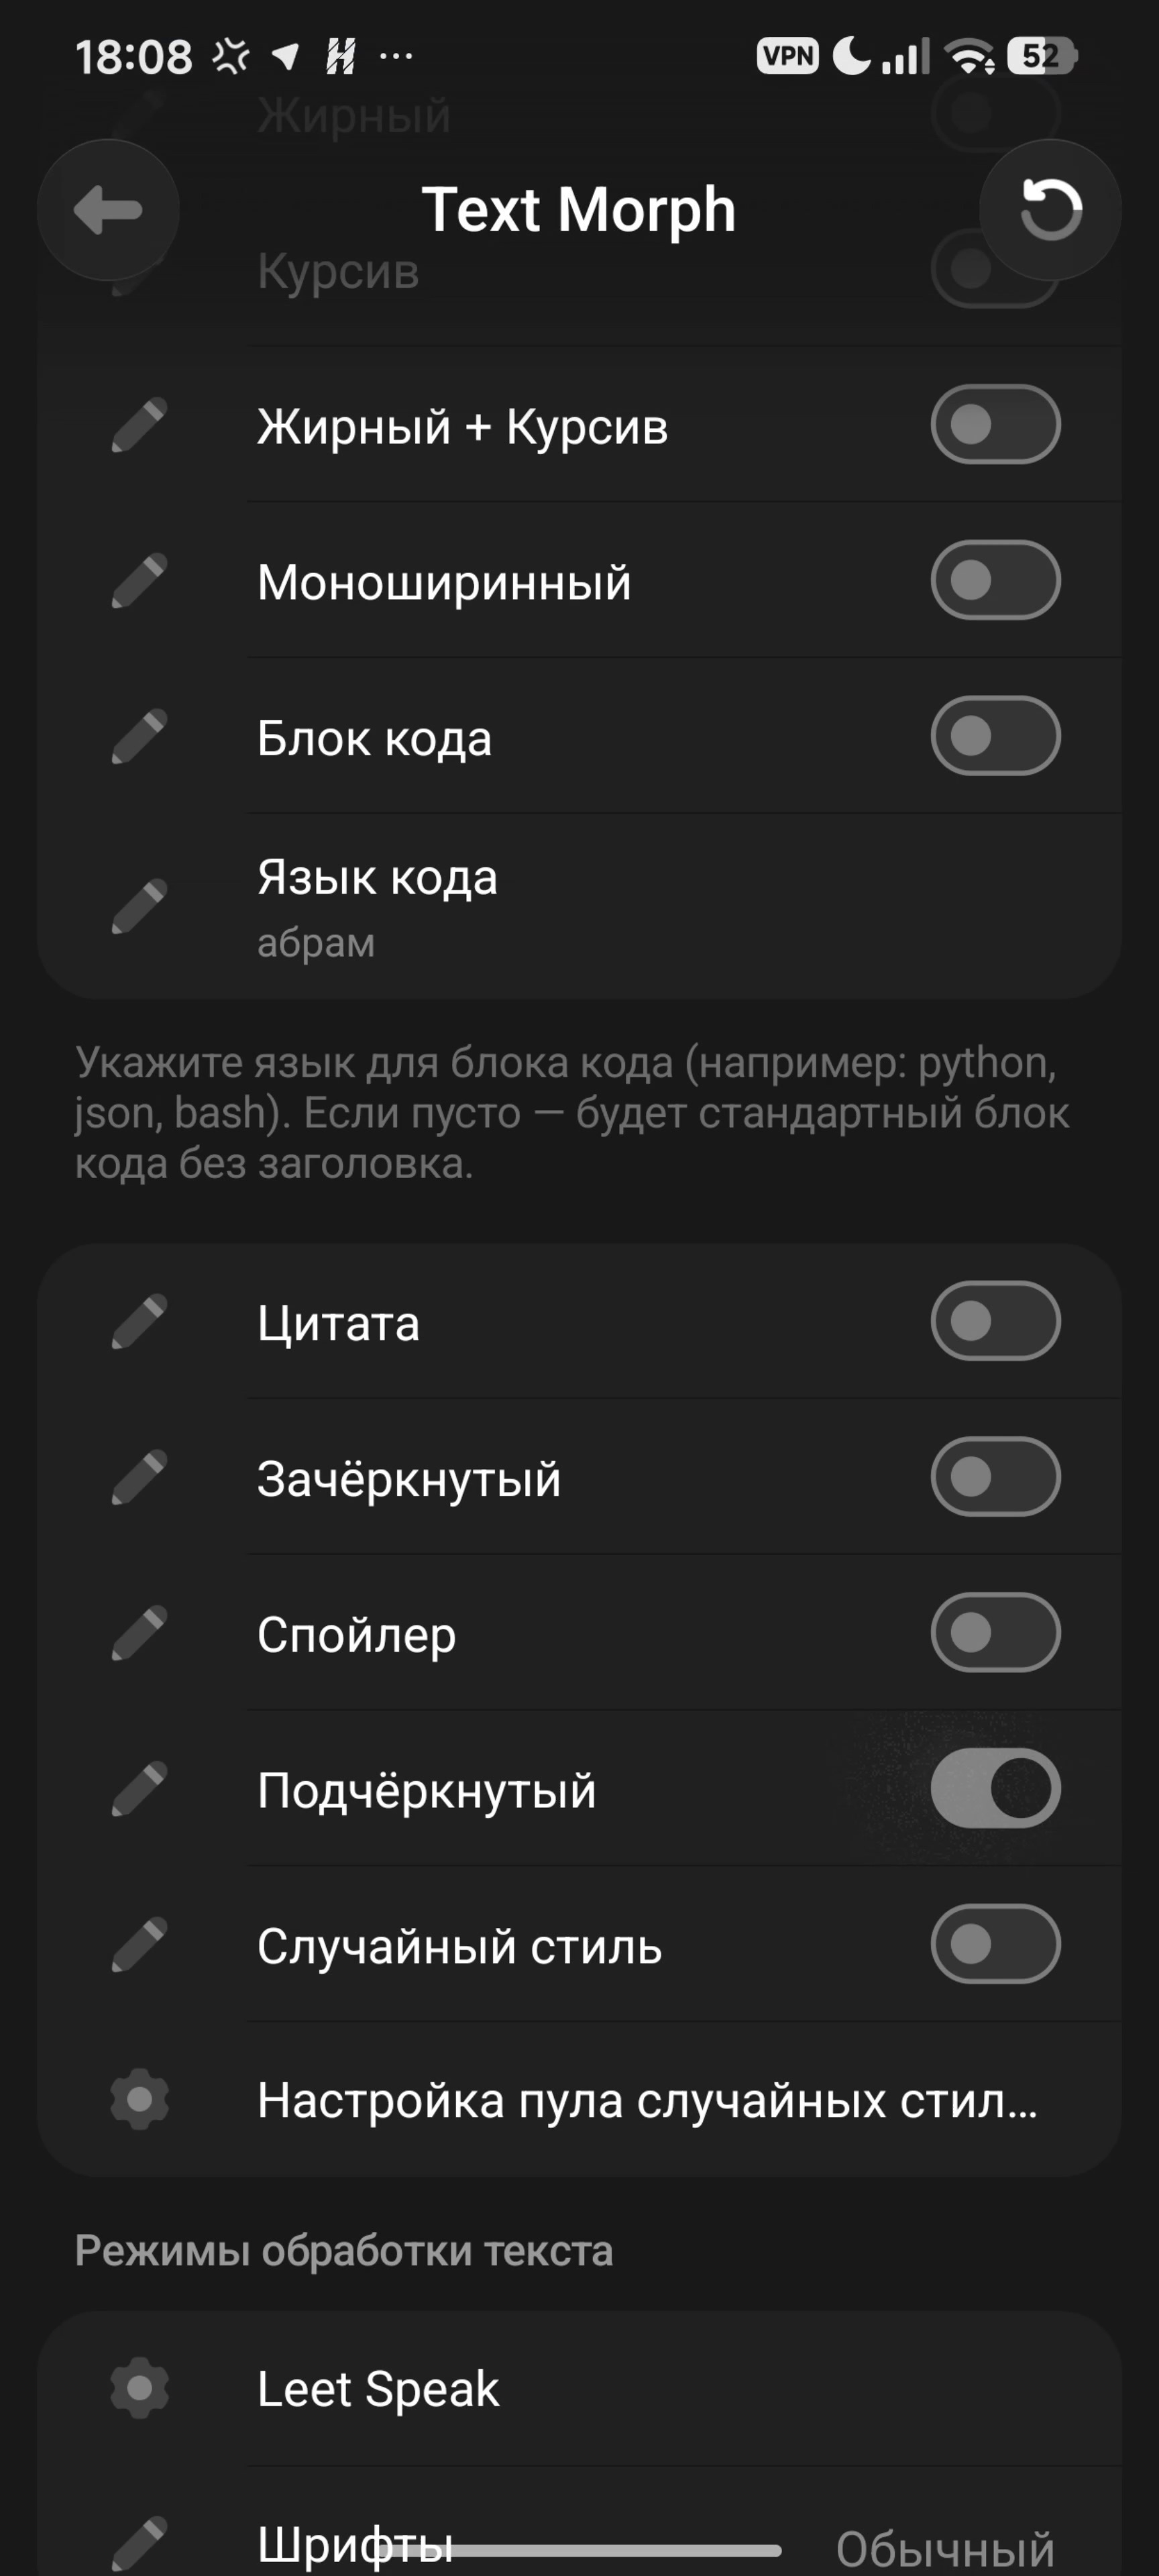 18:08 ... VPN 52
Жирный
Text Morph
Курсив
Жирный + Курсив
Моноширинный
Блок кода
Язык кода
абрам
Укажите язык для блока кода (например: python,
json, bash). Если пусто — будет стандартный блок
кода без заголовка.
Цитата
Зачёркнутый
Спойлер
Подчёркнутый
Случайный стиль
Настройка пула случайных стил...
Режимы обработки текста
Leet Speak
Шрифты Обычный